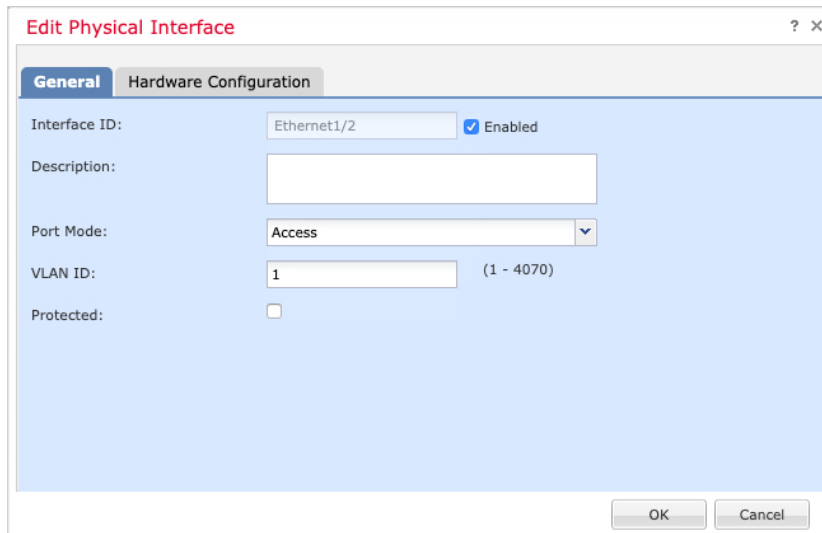 Edit Physical Interface ? ×
General Hardware Configuration
Interface ID: Ethernet1/2 Enabled
Description:
Port Mode: Access
VLAN ID: 1 (1 - 4070)
Protected:
OK Cancel